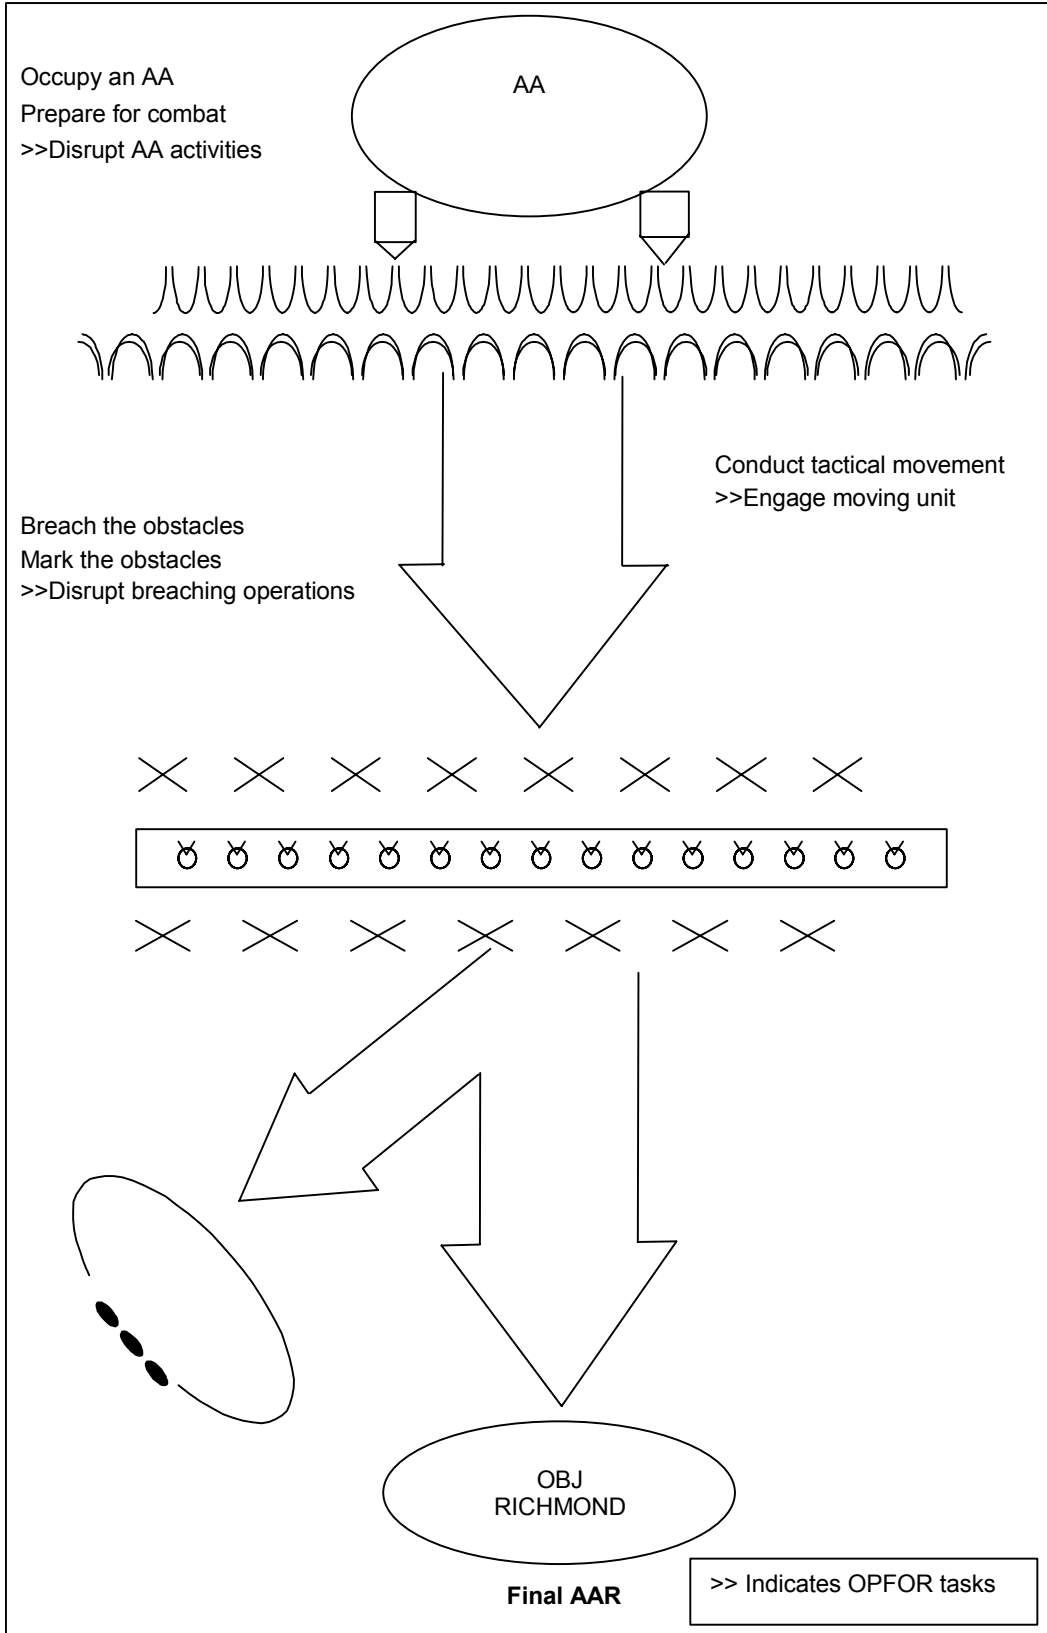 AA
Occupy an AA
Prepare for combat
>>Disrupt AA activities
Conduct tactical movement
>>Engage moving unit
Breach the obstacles
Mark the obstacles
>>Disrupt breaching operations
OBJ
RICHMOND
Final AAR
>> Indicates OPFOR tasks